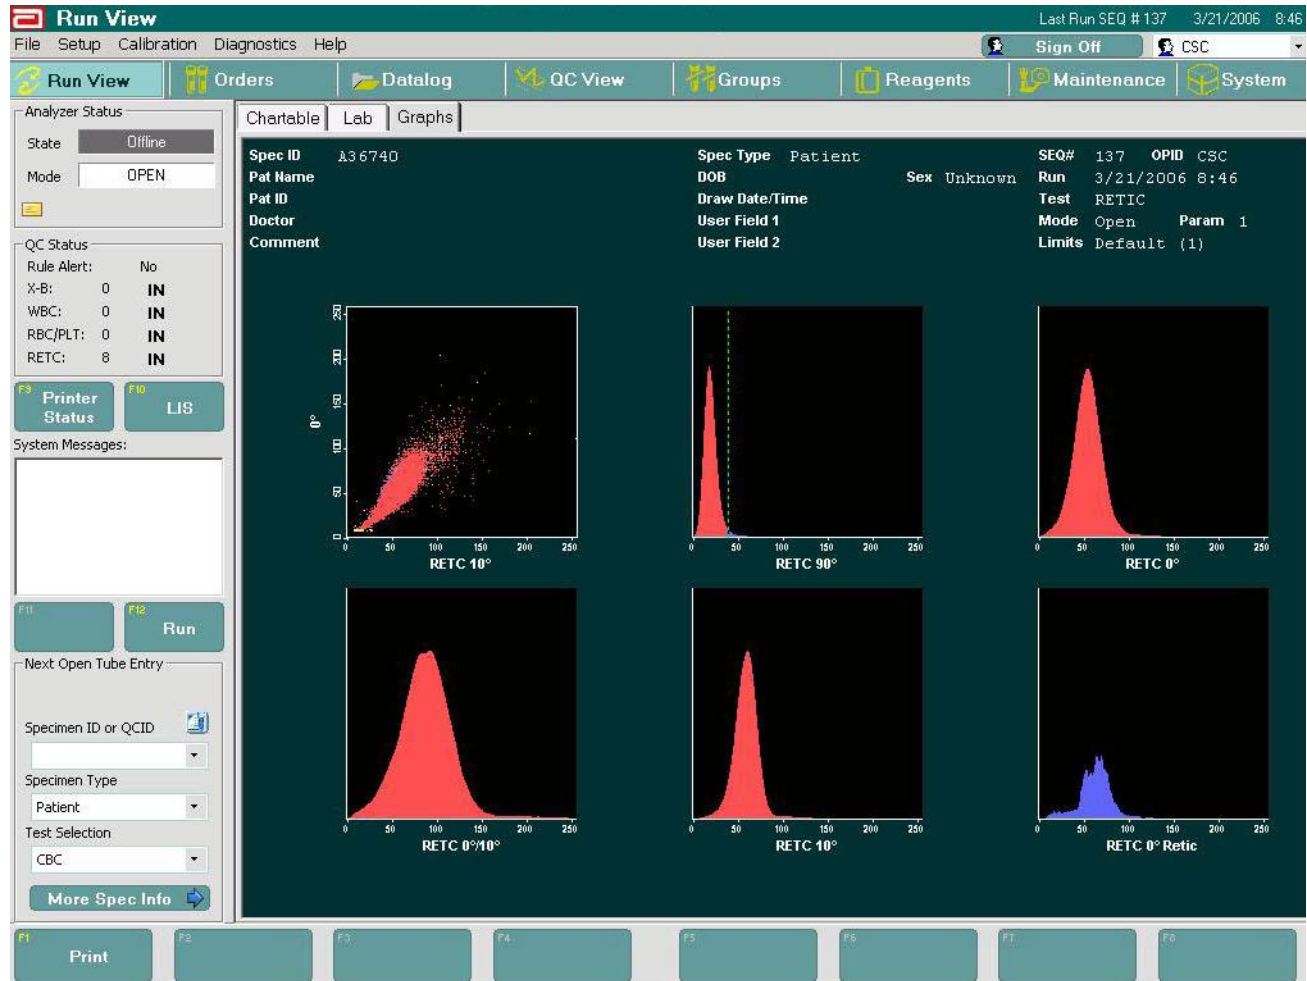 Run View Last Run SEQ # 137 3/21/2006 8:46
File Setup Calibration Diagnostics Help Sign Off CSC
Run View Orders Datalog QC View Groups Reagents Maintenance System
Analyzer Status
State Offline
Mode OPEN
QC Status
Rule Alert: No
X-B: 0 IN
WBC: 0 IN
RBC/PLT: 0 IN
RETC: 8 IN
F9 Printer Status
F10 LIS
System Messages:
F11
F12 Run
Next Open Tube Entry
Specimen ID or QCID
Specimen Type
Patient
Test Selection
CBC
More Spec Info
Chartable Lab Graphs
Spec ID A36740 Spec Type Patient SEQ# 137 OPID CSC
Pat Name DOB Sex Unknown Run 3/21/2006 8:46
Pat ID Draw Date/Time Test RETIC
Doctor User Field 1 Mode Open Param 1
Comment User Field 2 Limits Default (1)
250
200
150
100
50
0
0°
0 50 100 150 200 250
RETC 10°
0 50 100 150 200 250
RETC 90°
0 50 100 150 200 250
RETC 0°
0 50 100 150 200 250
RETC 0°/10°
0 50 100 150 200 250
RETC 10°
0 50 100 150 200 250
RETC 0° Retic
F1 Print F2 F3 F4 F5 F6 F7 F8